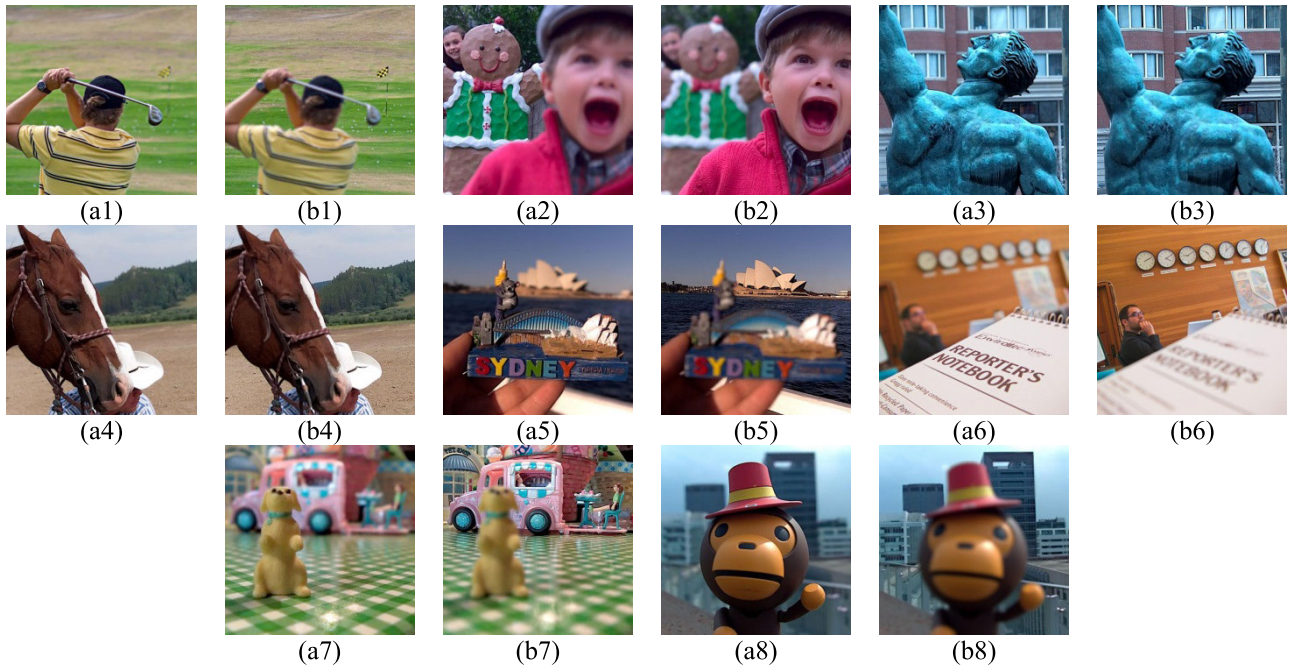 (a1) (b1) (a2) (b2) (a3) (b3)
SYDNEY
SYDNEY
REPORTER'S
NOTEBOOK
REPORTER'S
NOTEBOOK
(a4) (b4) (a5) (b5) (a6) (b6)
(a7) (b7) (a8) (b8)